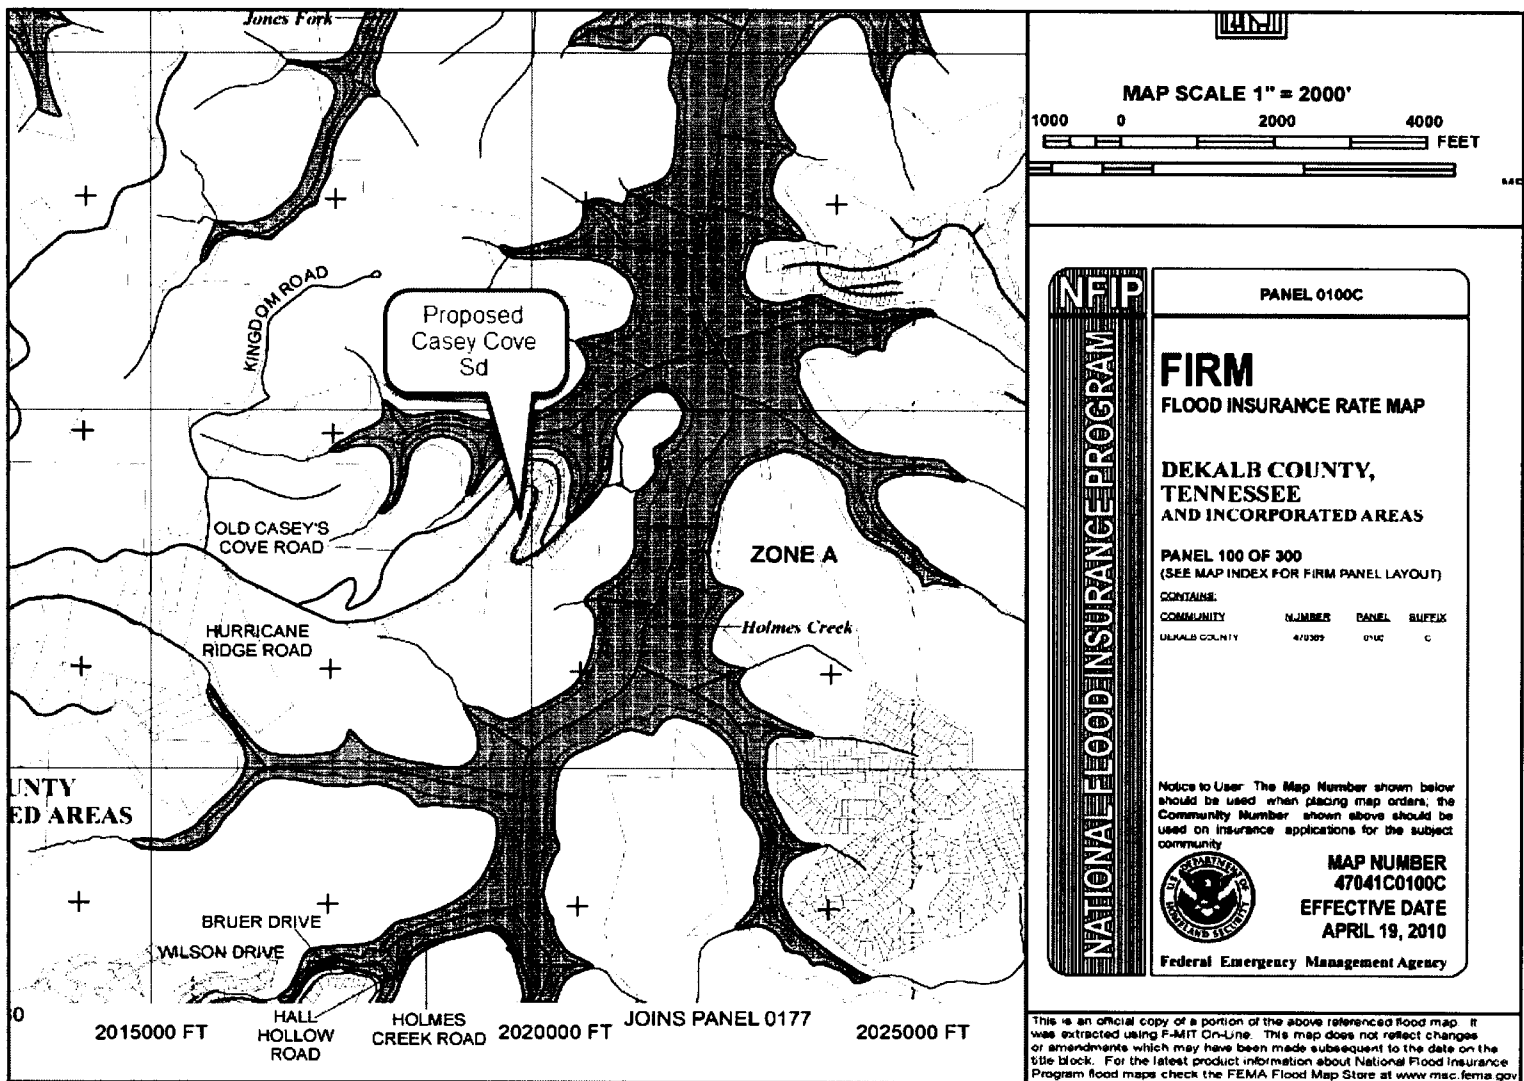 Jones Fork
KINGDOM ROAD
Proposed
Casey Cove
Sd
OLD CASEY'S
COVE ROAD
ZONE A
HURRICANE
RIDGE ROAD
Holmes Creek
UNTY
ED AREAS
BRUER DRIVE
WILSON DRIVE
2015000 FT
HALL
HOLLOW
ROAD
HOLMES
CREEK ROAD
2020000 FT
JOINS PANEL 0177
2025000 FT
MAP SCALE 1" = 2000'
1000 0 2000 4000
FEET
NFIP
NATIONAL FLOOD INSURANCE PROGRAM
PANEL 0100C
FIRM
FLOOD INSURANCE RATE MAP
DEKALB COUNTY,
TENNESSEE
AND INCORPORATED AREAS
PANEL 100 OF 300
(SEE MAP INDEX FOR FIRM PANEL LAYOUT)
CONTAINS:
COMMUNITY NUMBER PANEL SUFFIX
DEKALB COUNTY 0100 C
Notice to User The Map Number shown below
should be used when placing map orders; the
Community Number shown above should be
used on insurance applications for the subject
community
U.S. DEPARTMENT OF
HOMELAND SECURITY
MAP NUMBER
47041C0100C
EFFECTIVE DATE
APRIL 19, 2010
Federal Emergency Management Agency
This is an official copy of a portion of the above referenced flood map. It
was extracted using F-MIT On-Line. This map does not reflect changes
or amendments which may have been made subsequent to the date on the
title block. For the latest product information about National Flood Insurance
Program flood maps check the FEMA Flood Map Store at www.msc.fema.gov